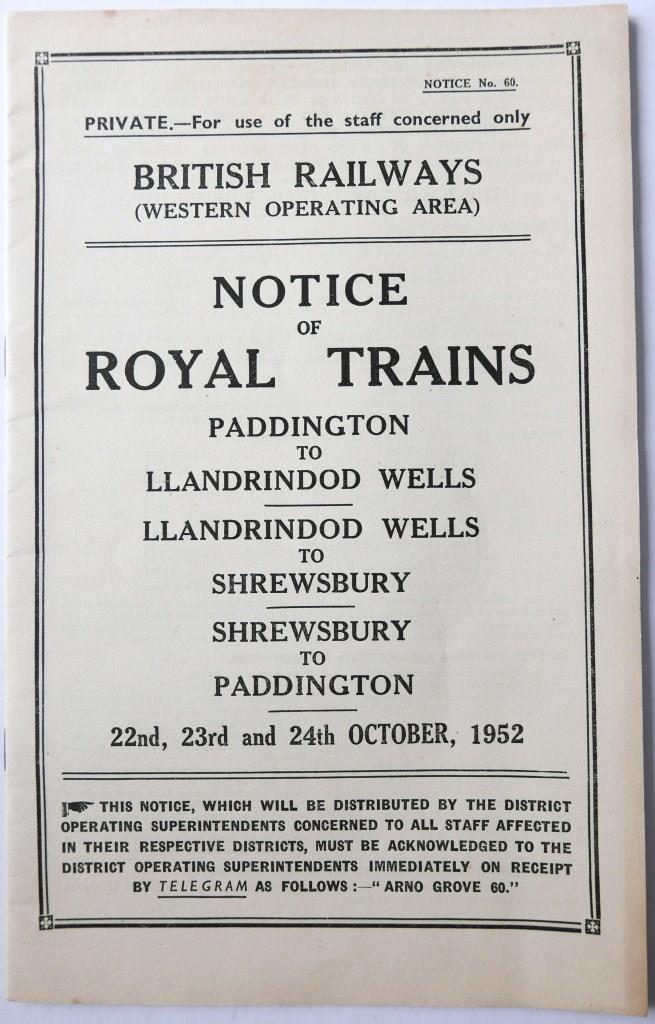 NOTICE No. 60.
PRIVATE.—For use of the staff concerned only
BRITISH RAILWAYS
(WESTERN OPERATING AREA)
NOTICE
OF
ROYAL TRAINS
PADDINGTON
TO
LLANDRINDOD WELLS
LLANDRINDOD WELLS
TO
SHREWSBURY
SHREWSBURY
TO
PADDINGTON
22nd, 23rd and 24th OCTOBER, 1952
THIS NOTICE, WHICH WILL BE DISTRIBUTED BY THE DISTRICT
OPERATING SUPERINTENDENTS CONCERNED TO ALL STAFF AFFECTED
IN THEIR RESPECTIVE DISTRICTS, MUST BE ACKNOWLEDGED TO THE
DISTRICT OPERATING SUPERINTENDENTS IMMEDIATELY ON RECEIPT
BY TELEGRAM AS FOLLOWS :—“ ARNO GROVE 60.”